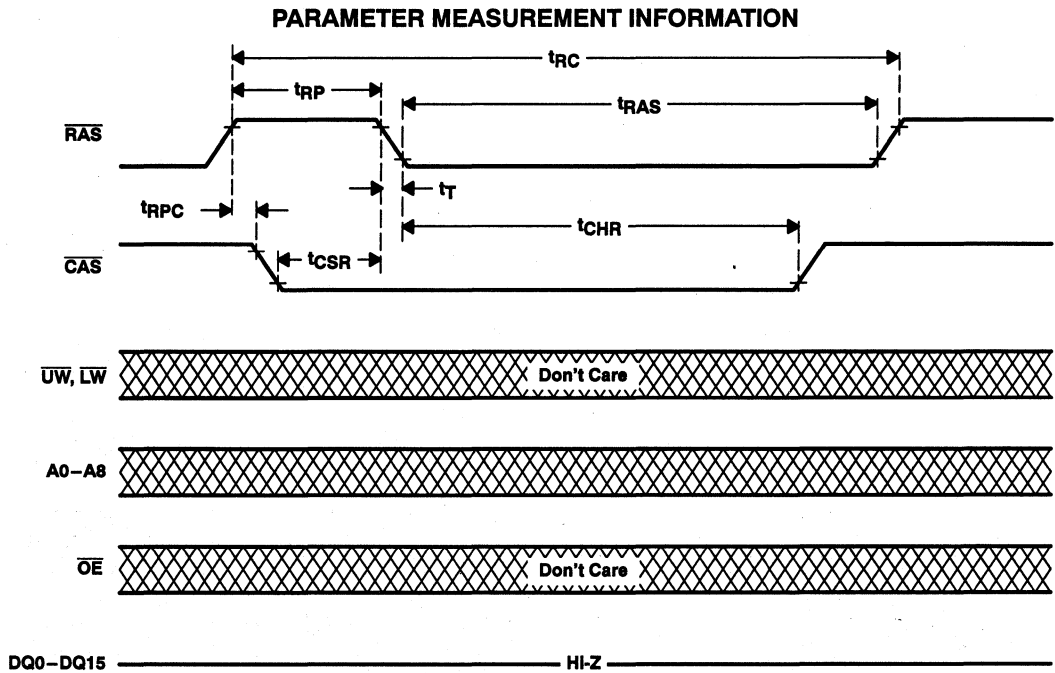 PARAMETER MEASUREMENT INFORMATION
tRC
tRP
tRAS
RAS
tT
tRPC
tCHR
CAS
tCSR
UW, LW
Don't Care
A0–A8
OE
Don't Care
DQ0–DQ15
HI-Z